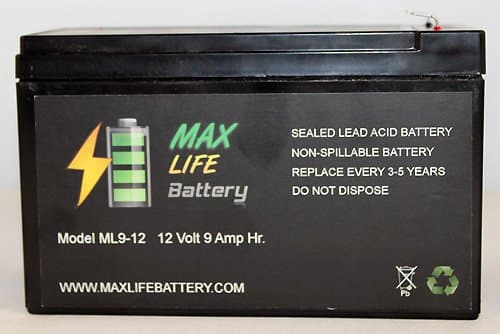 MAX
LIFE
Battery
SEALED LEAD ACID BATTERY
NON-SPILLABLE BATTERY
REPLACE EVERY 3-5 YEARS
DO NOT DISPOSE
Model ML9-12 12 Volt 9 Amp Hr.
WWW.MAXLIFEBATTERY.COM
Pb